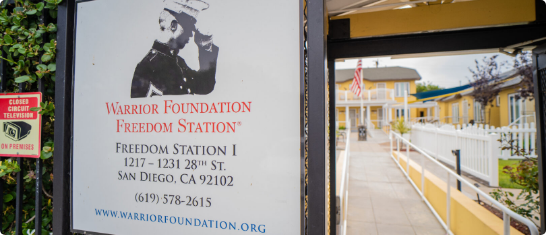 WARRIOR FOUNDATION
FREEDOM STATION®
FREEDOM STATION I
1217 – 1231 28TH ST.
SAN DIEGO, CA 92102
(619) 578-2615
WWW.WARRIORFOUNDATION.ORG
CLOSED
CIRCUIT
TELEVISION
ON PREMISES